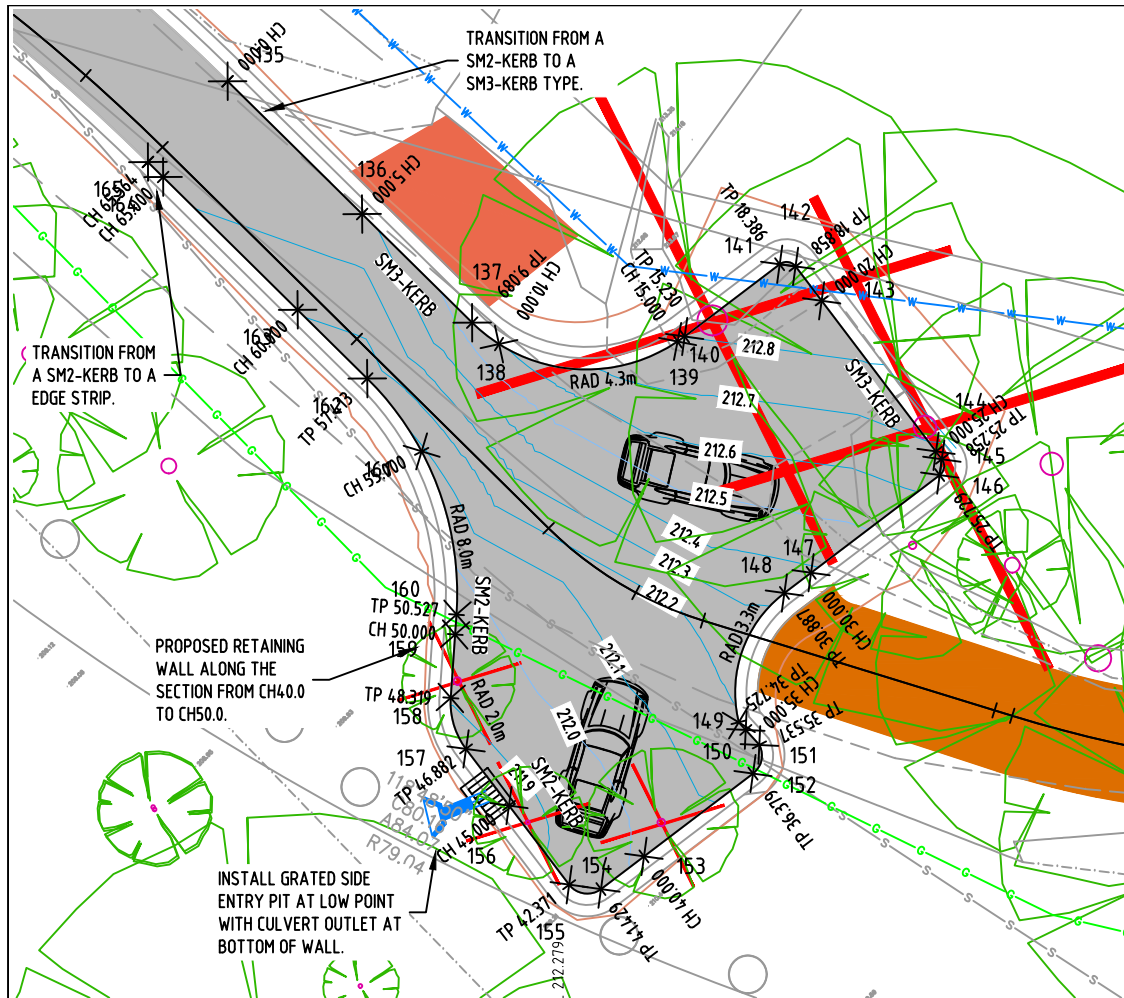 TRANSITION FROM A
SM2-KERB TO A
SM3-KERB TYPE.
CH 0.000
135
136
CH 5.000
SM3-KERB
137
TP 9.089
CH 10.000
138
RAD 4.3m
TP 15.230
CH 15.000
139
140
141
TP 18.386
142
TP 18.858
CH 20.000
143
SM3-KERB
144
CH 25.000
TP 25.258
145
146
TP 25.729
147
148
CH 30.000
TP 30.887
RAD 3.3m
TP 34.725
CH 35.000
TP 35.537
149
150
151
152
TP 36.379
153
CH 40.000
154
TP 41.429
TP 42.371
155
156
CH 45.000
157
TP 46.882
158
TP 48.319
159
CH 50.000
TP 50.527
160
RAD 2.0m
SM2-KERB
SM2-KERB
RAD 8.0m
CH 55.000
TP 57.213
CH 60.000
CH 65.000
TRANSITION FROM
A SM2-KERB TO A
EDGE STRIP.
PROPOSED RETAINING
WALL ALONG THE
SECTION FROM CH40.0
TO CH50.0.
INSTALL GRATED SIDE
ENTRY PIT AT LOW POINT
WITH CULVERT OUTLET AT
BOTTOM OF WALL.
212.8
212.7
212.6
212.5
212.4
212.3
212.2
212.1
212.0
212.279
R79.04
W
W
W
W
W
W
W
W
W
G
G
G
G
G
G
G
G
S
S
S
S
S
S